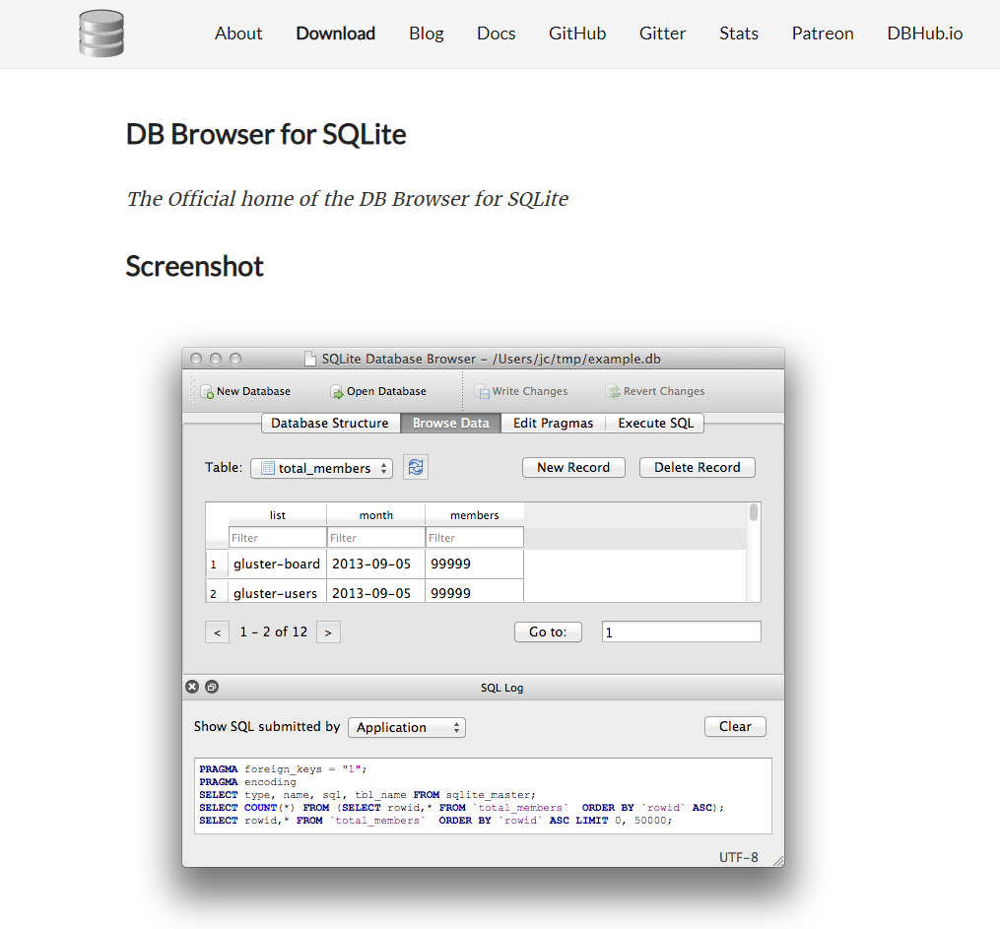 About Download Blog Docs GitHub Gitter Stats Patreon DBHub.io
DB Browser for SQLite
The Official home of the DB Browser for SQLite
Screenshot
SQLite Database Browser – /Users/jc/tmp/example.db
New Database Open Database Write Changes Revert Changes
Database Structure Browse Data Edit Pragmas Execute SQL
Table: total_members New Record Delete Record
list month members
Filter Filter Filter
1 gluster-board 2013-09-05 99999
2 gluster-users 2013-09-05 99999
< 1 – 2 of 12 > Go to: 1
SQL Log
Show SQL submitted by Application Clear
PRAGMA foreign_keys = "1";
PRAGMA encoding
SELECT type, name, sql, tbl_name FROM sqlite_master;
SELECT COUNT(*) FROM (SELECT rowid,* FROM `total_members`  ORDER BY `rowid` ASC);
SELECT rowid,* FROM `total_members`  ORDER BY `rowid` ASC LIMIT 0, 50000;
UTF-8